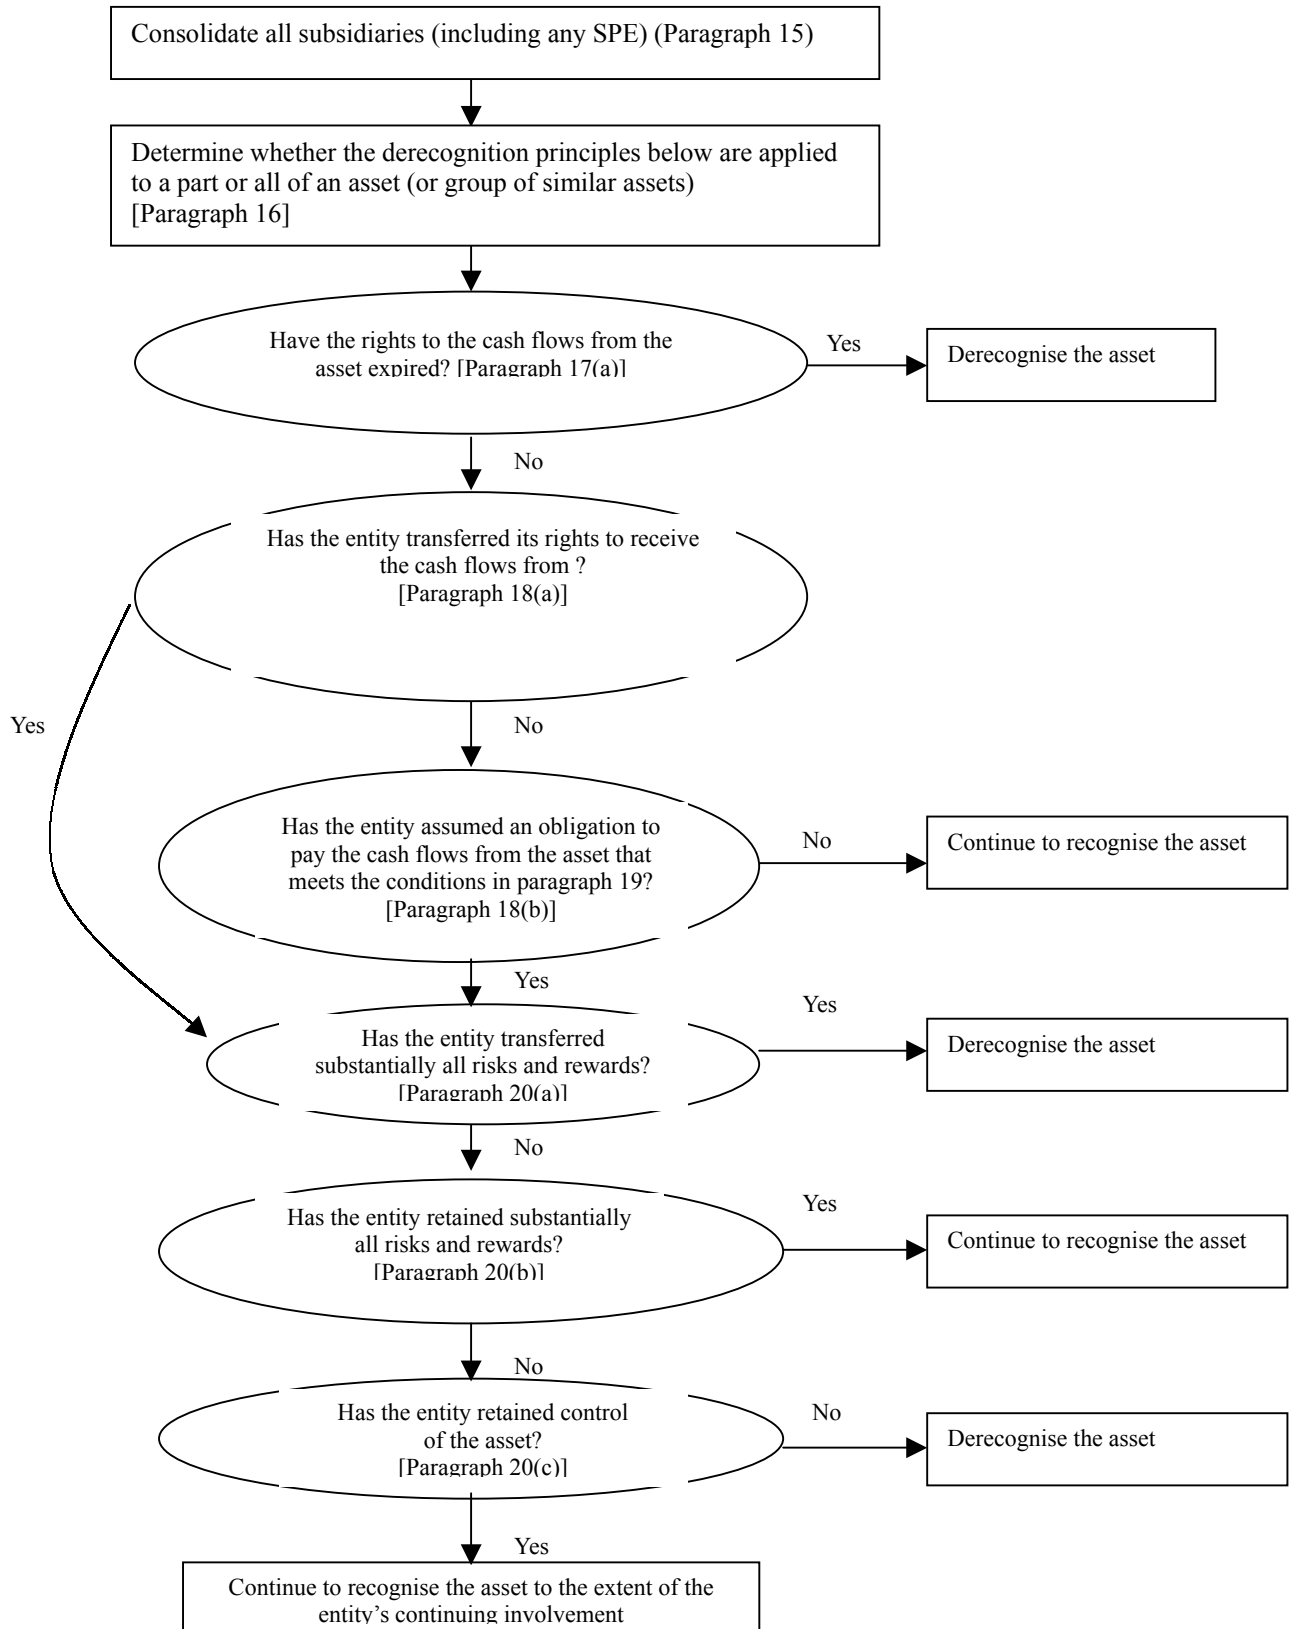 Consolidate all subsidiaries (including any SPE) (Paragraph 15)
Determine whether the derecognition principles below are applied
to a part or all of an asset (or group of similar assets)
[Paragraph 16]
Have the rights to the cash flows from the
asset expired? [Paragraph 17(a)]
Yes
Derecognise the asset
No
Has the entity transferred its rights to receive
the cash flows from ?
[Paragraph 18(a)]
Yes
No
Has the entity assumed an obligation to
pay the cash flows from the asset that
meets the conditions in paragraph 19?
[Paragraph 18(b)]
No
Continue to recognise the asset
Yes
Has the entity transferred
substantially all risks and rewards?
[Paragraph 20(a)]
Yes
Derecognise the asset
No
Has the entity retained substantially
all risks and rewards?
[Paragraph 20(b)]
Yes
Continue to recognise the asset
No
Has the entity retained control
of the asset?
[Paragraph 20(c)]
No
Derecognise the asset
Yes
Continue to recognise the asset to the extent of the
entity's continuing involvement